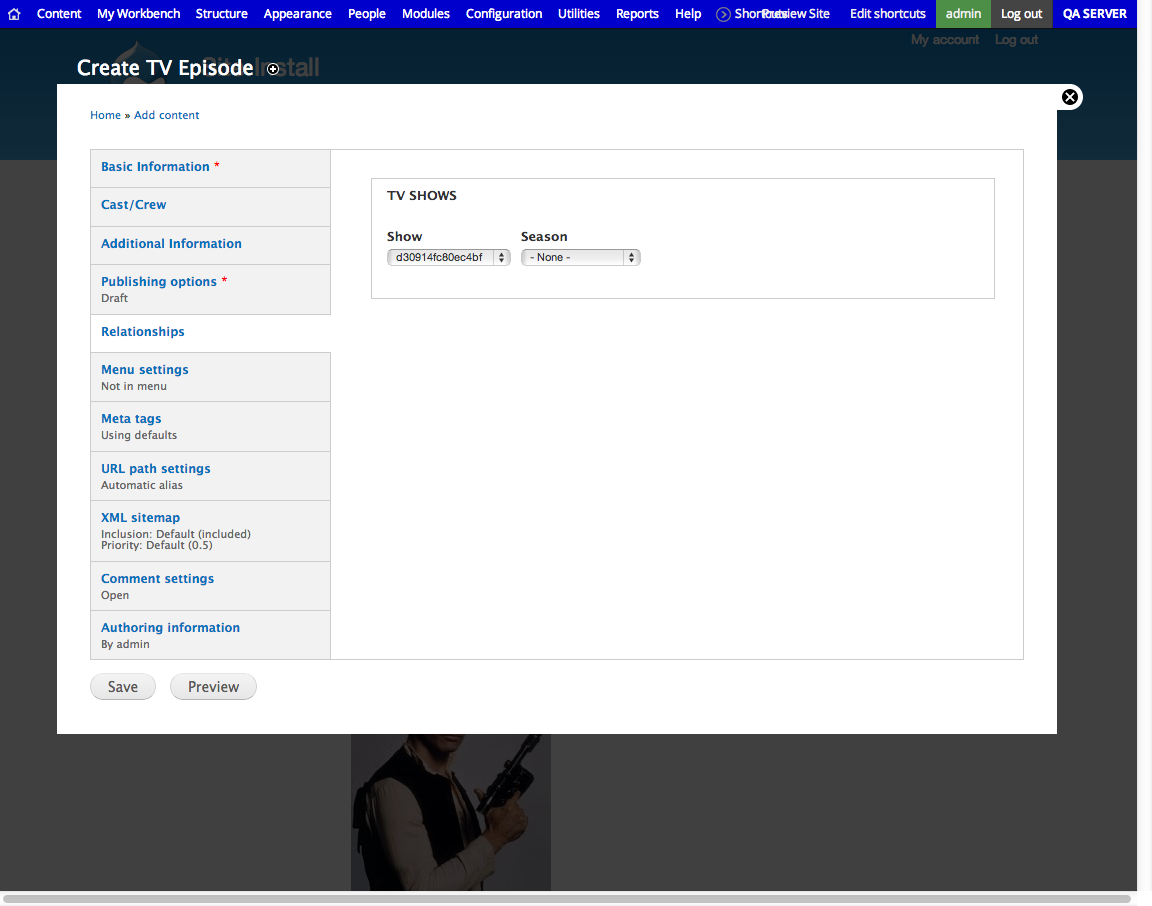 Content My Workbench Structure Appearance People Modules Configuration Utilities Reports Help Shortcuts Preview Site Edit shortcuts admin Log out QA SERVER
My account Log out
Create TV Episode
Site-Install
Home » Add content
Basic Information *
Cast/Crew
Additional Information
Publishing options *
Draft
Relationships
Menu settings
Not in menu
Meta tags
Using defaults
URL path settings
Automatic alias
XML sitemap
Inclusion: Default (included)
Priority: Default (0.5)
Comment settings
Open
Authoring information
By admin
TV SHOWS
Show Season
d30914fc80ec4bf - None -
Save Preview